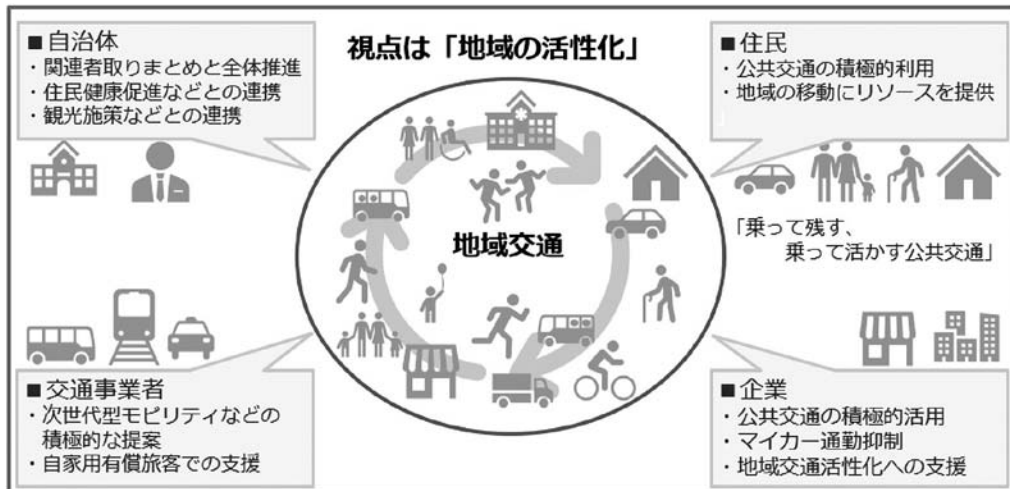 視点は「地域の活性化」
■自治体
・関連者取りまとめと全体推進
・住民健康促進などとの連携
・観光施策などとの連携
■住民
・公共交通の積極的利用
・地域の移動にリソースを提供
「乗って残す、
乗って活かす公共交通」
地域交通
■交通事業者
・次世代型モビリティなどの
積極的な提案
・自家用有償旅客での支援
■企業
・公共交通の積極的活用
・マイカー通勤抑制
・地域交通活性化への支援